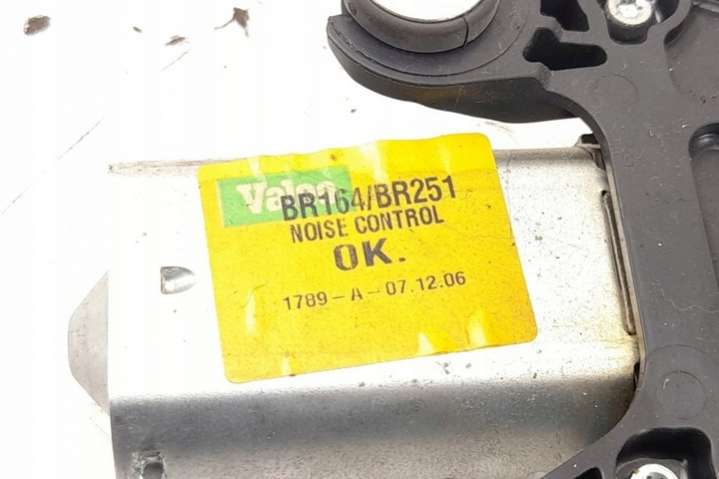 Valeo
BR164/BR251
NOISE CONTROL
OK.
1789-A-07.12.06